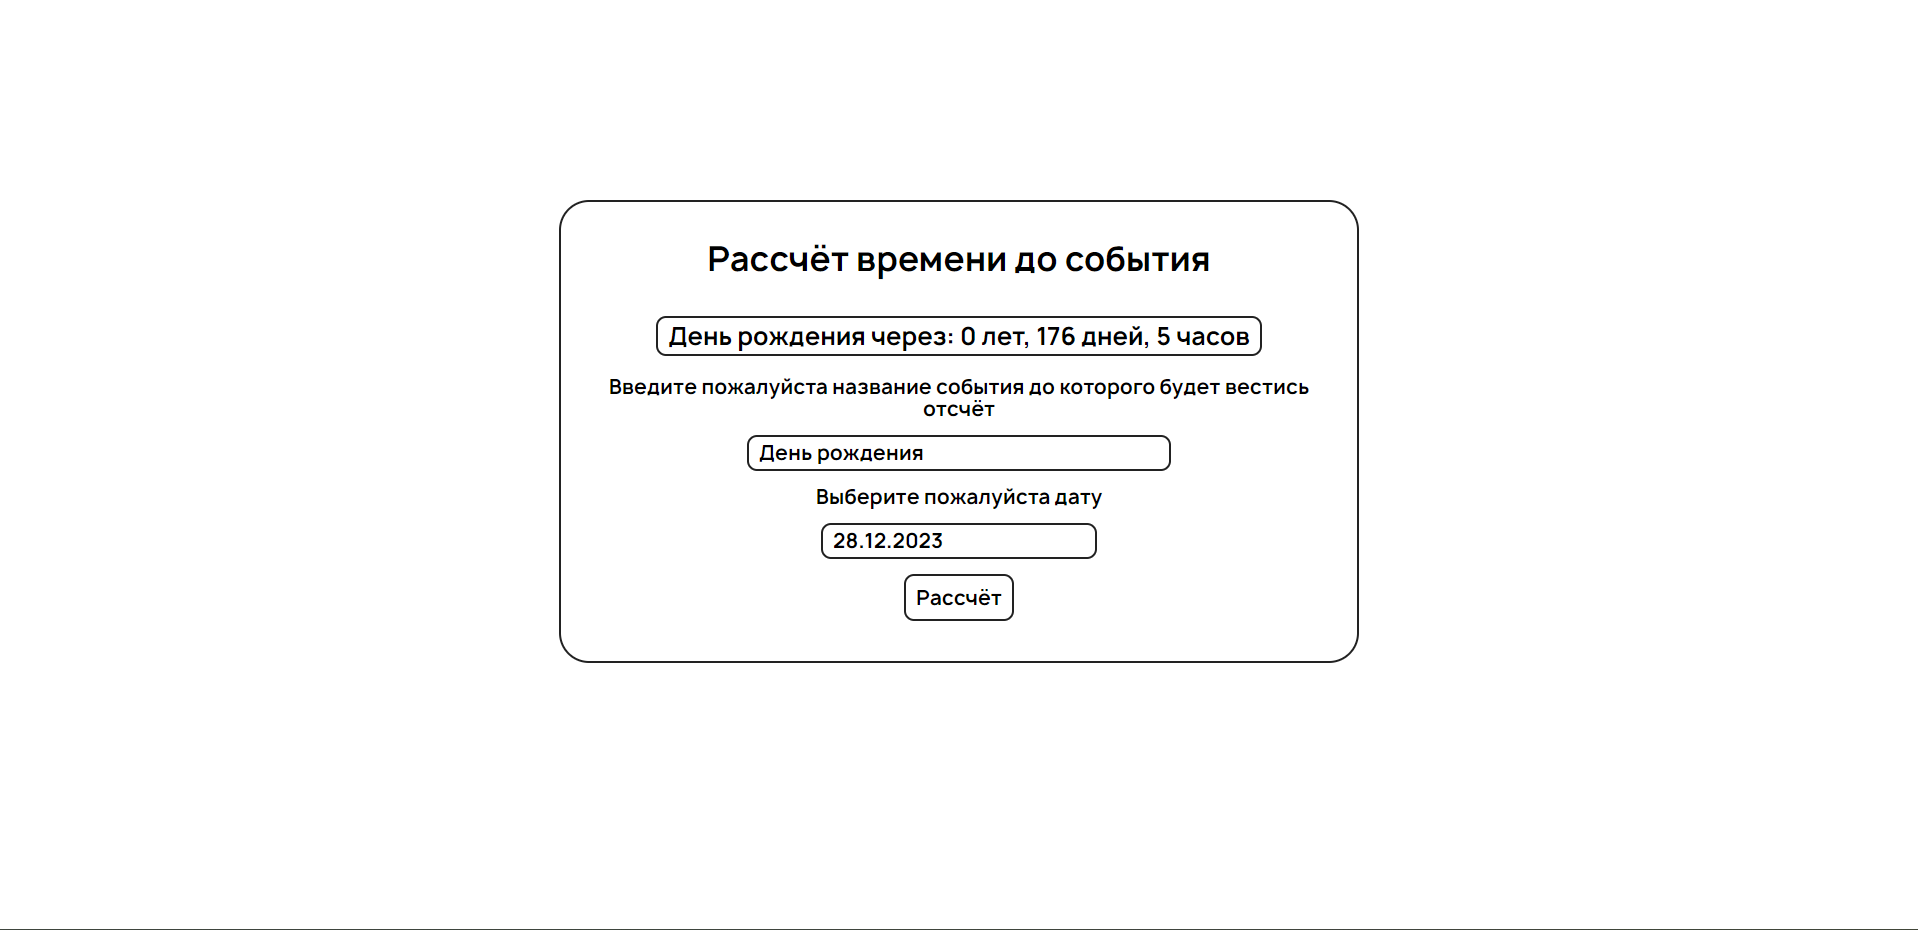 Рассчёт времени до события
День рождения через: 0 лет, 176 дней, 5 часов
Введите пожалуйста название события до которого будет вестись
отсчёт
День рождения
Выберите пожалуйста дату
28.12.2023
Рассчёт